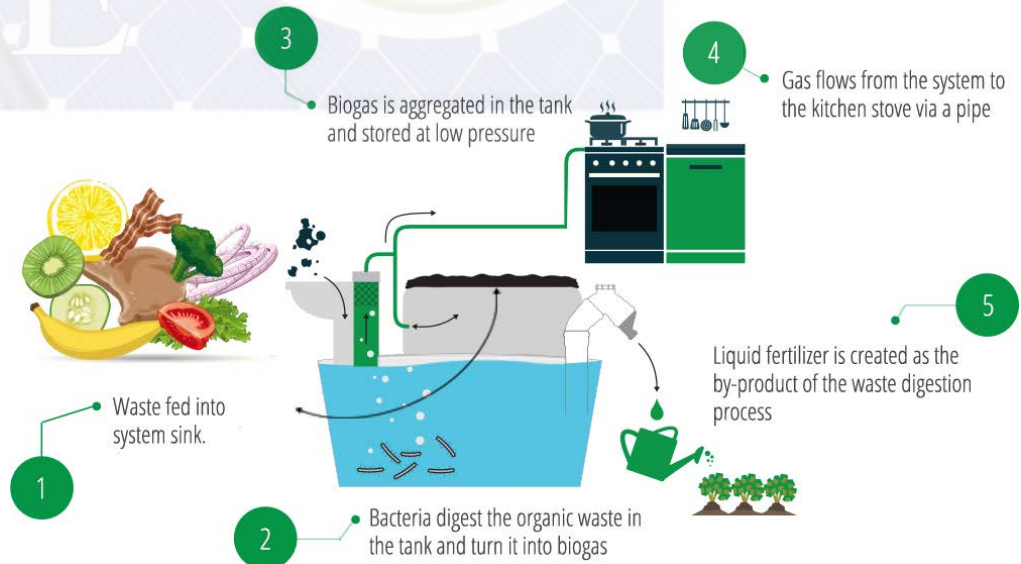 1
Waste fed into
system sink.
2
Bacteria digest the organic waste in
the tank and turn it into biogas
3
Biogas is aggregated in the tank
and stored at low pressure
4
Gas flows from the system to
the kitchen stove via a pipe
5
Liquid fertilizer is created as the
by-product of the waste digestion
process